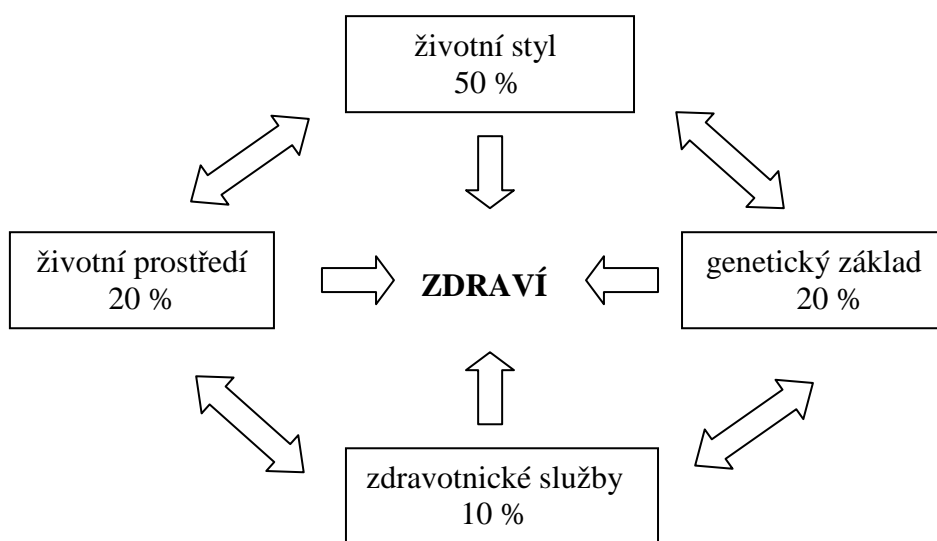 životní styl
50 %
životní prostředí
20 %
ZDRAVÍ
genetický základ
20 %
zdravotnické služby
10 %